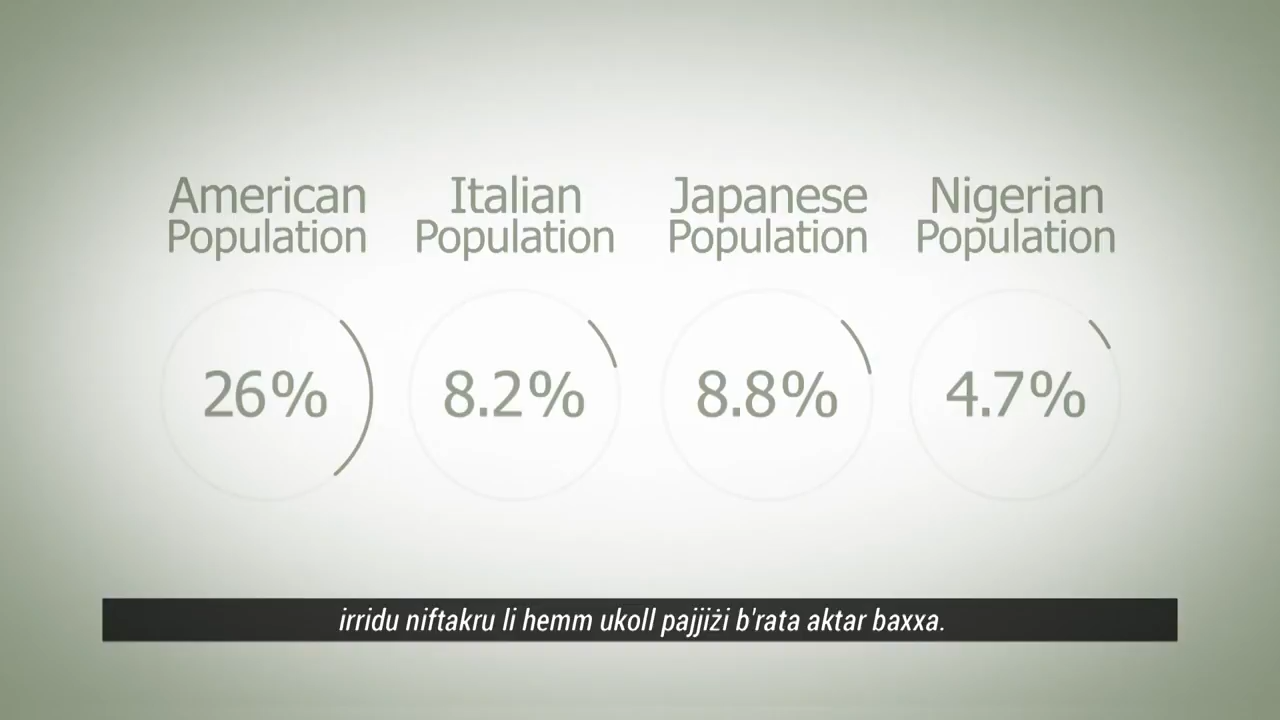 American Population
Italian Population
Japanese Population
Nigerian Population
26%
8.2%
8.8%
4.7%
irridu niftakru li hemm ukoll pajjiżi b'rata aktar baxxa.